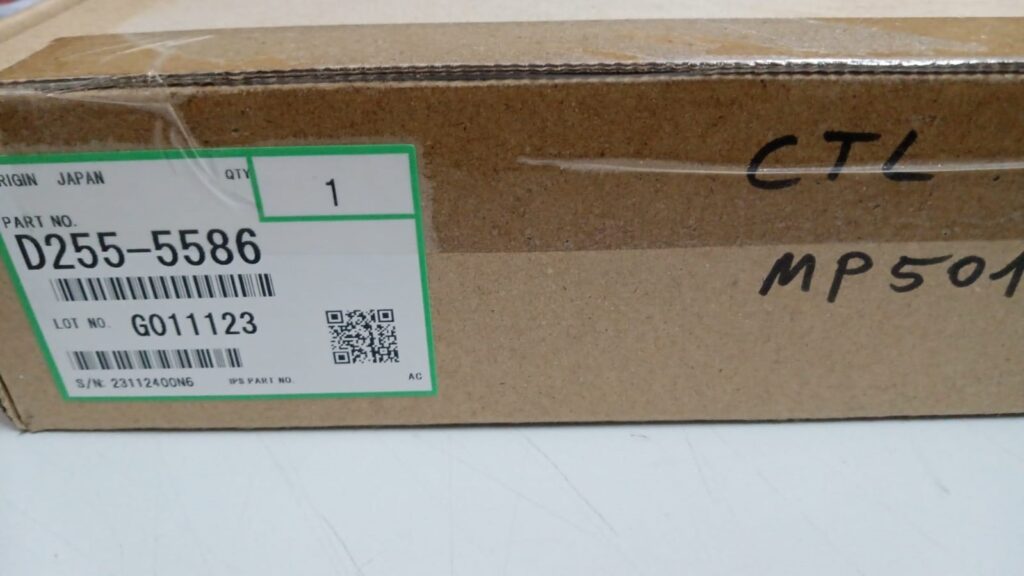 RIGIN JAPAN
QTY
1
PART NO.
D255-5586
LOT NO. G011123
S/N: 23112400N6
IPS PART NO.
AC
CTL
MP501